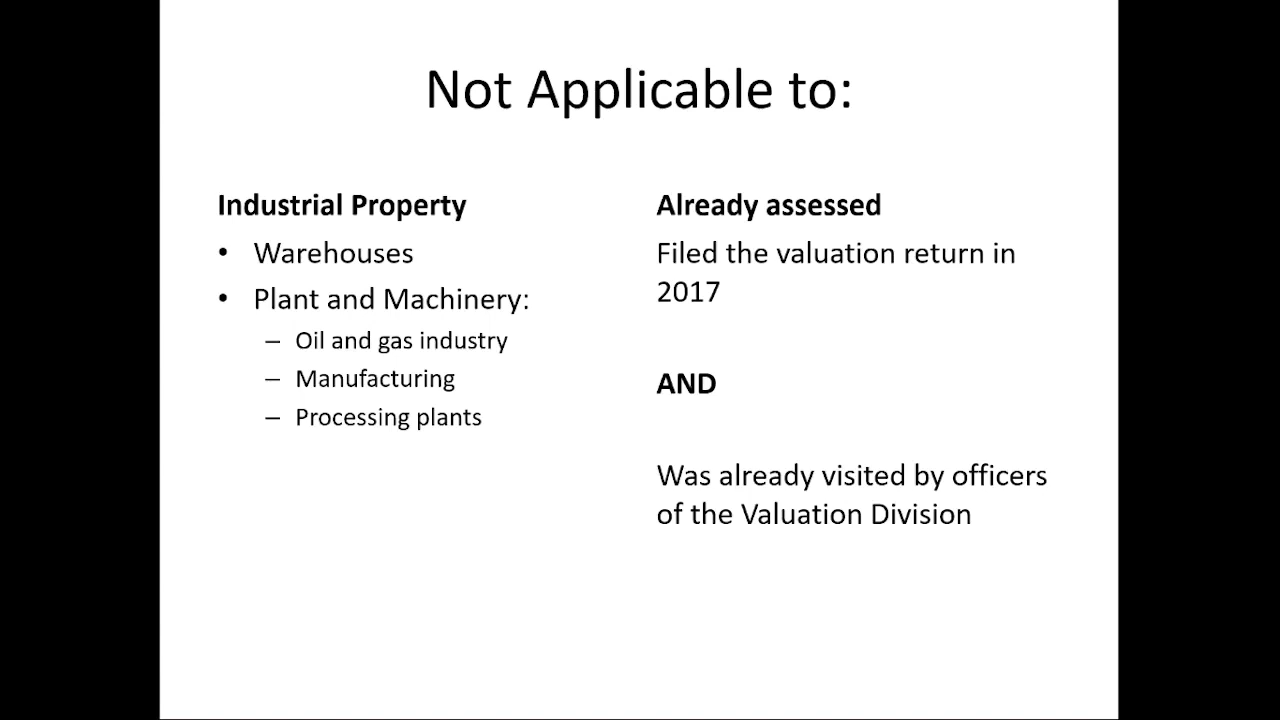 Not Applicable to:
Industrial Property
• Warehouses
• Plant and Machinery:
– Oil and gas industry
– Manufacturing
– Processing plants
Already assessed
Filed the valuation return in
2017
AND
Was already visited by officers
of the Valuation Division